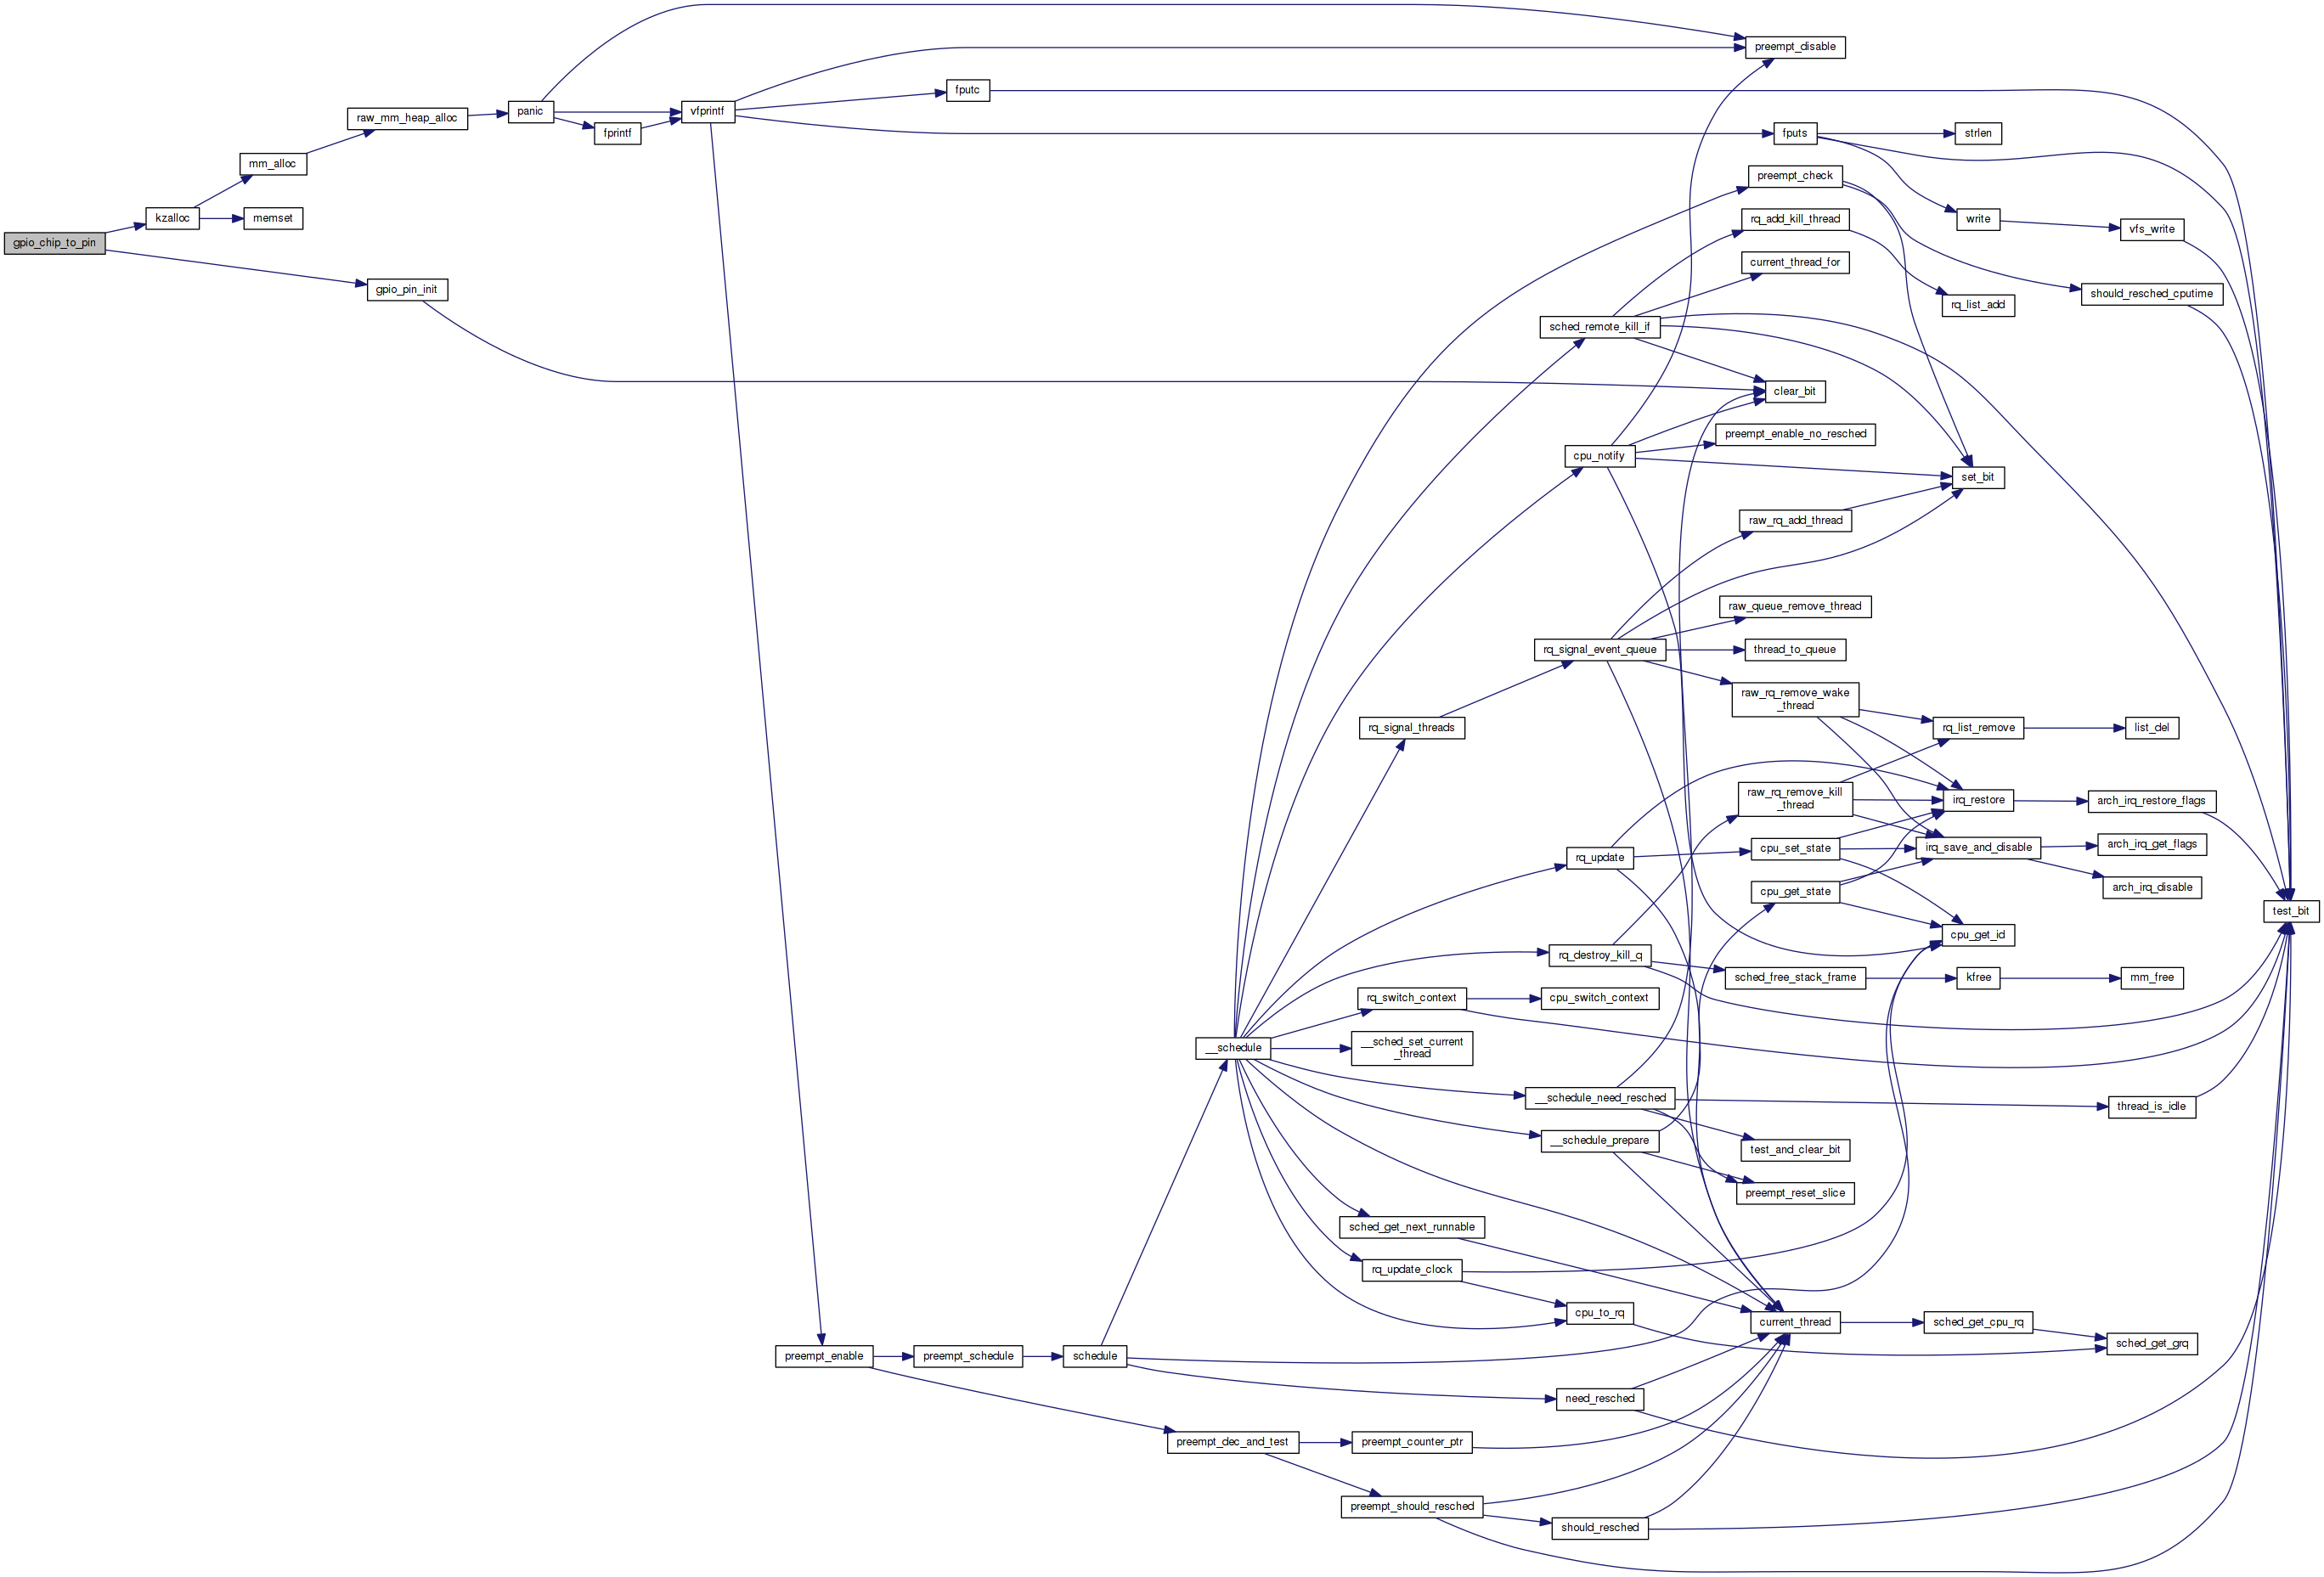 gpio_chip_to_pin
kzalloc
mm_alloc
memset
raw_mm_heap_alloc
gpio_pin_init
panic
fprintf
vfprintf
fputc
preempt_disable
fputs
strlen
preempt_check
rq_add_kill_thread
write
vfs_write
current_thread_for
should_resched_cputime
rq_list_add
sched_remote_kill_if
clear_bit
preempt_enable_no_resched
cpu_notify
set_bit
raw_rq_add_thread
raw_queue_remove_thread
rq_signal_event_queue
thread_to_queue
raw_rq_remove_wake
_thread
rq_signal_threads
rq_list_remove
list_del
raw_rq_remove_kill
_thread
irq_restore
arch_irq_restore_flags
rq_update
cpu_set_state
irq_save_and_disable
arch_irq_get_flags
cpu_get_state
arch_irq_disable
test_bit
cpu_get_id
rq_destroy_kill_q
sched_free_stack_frame
kfree
mm_free
rq_switch_context
cpu_switch_context
__schedule
__sched_set_current
_thread
__schedule_need_resched
thread_is_idle
__schedule_prepare
test_and_clear_bit
preempt_reset_slice
sched_get_next_runnable
rq_update_clock
cpu_to_rq
current_thread
sched_get_cpu_rq
sched_get_grq
preempt_enable
preempt_schedule
schedule
need_resched
preempt_dec_and_test
preempt_counter_ptr
preempt_should_resched
should_resched